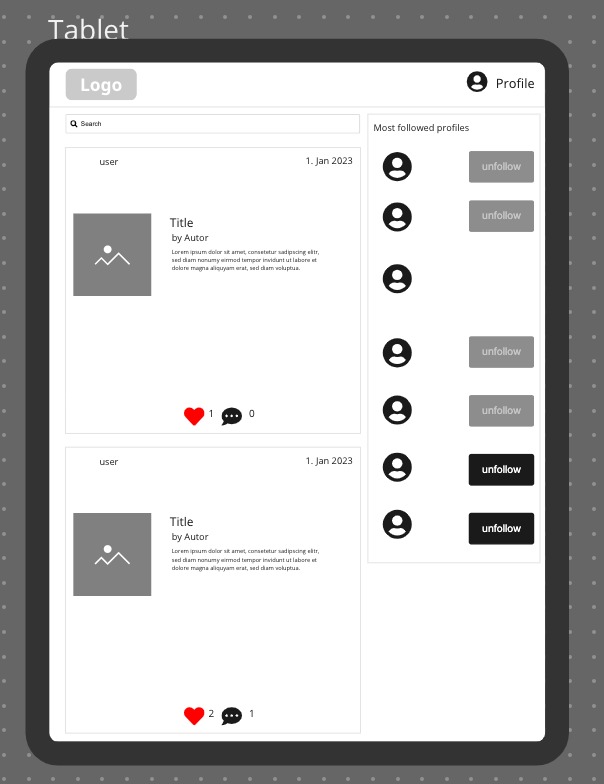 Tablet
Logo
Profile
Search
user
1. Jan 2023
Title
by Autor
Lorem ipsum dolor sit amet, consetetur sadipscing elitr,
sed diam nonumy eirmod tempor invidunt ut labore et
dolore magna aliquyam erat, sed diam voluptua.
1
0
user
1. Jan 2023
Title
by Autor
Lorem ipsum dolor sit amet, consetetur sadipscing elitr,
sed diam nonumy eirmod tempor invidunt ut labore et
dolore magna aliquyam erat, sed diam voluptua.
2
1
Most followed profiles
unfollow
unfollow
unfollow
unfollow
unfollow
unfollow